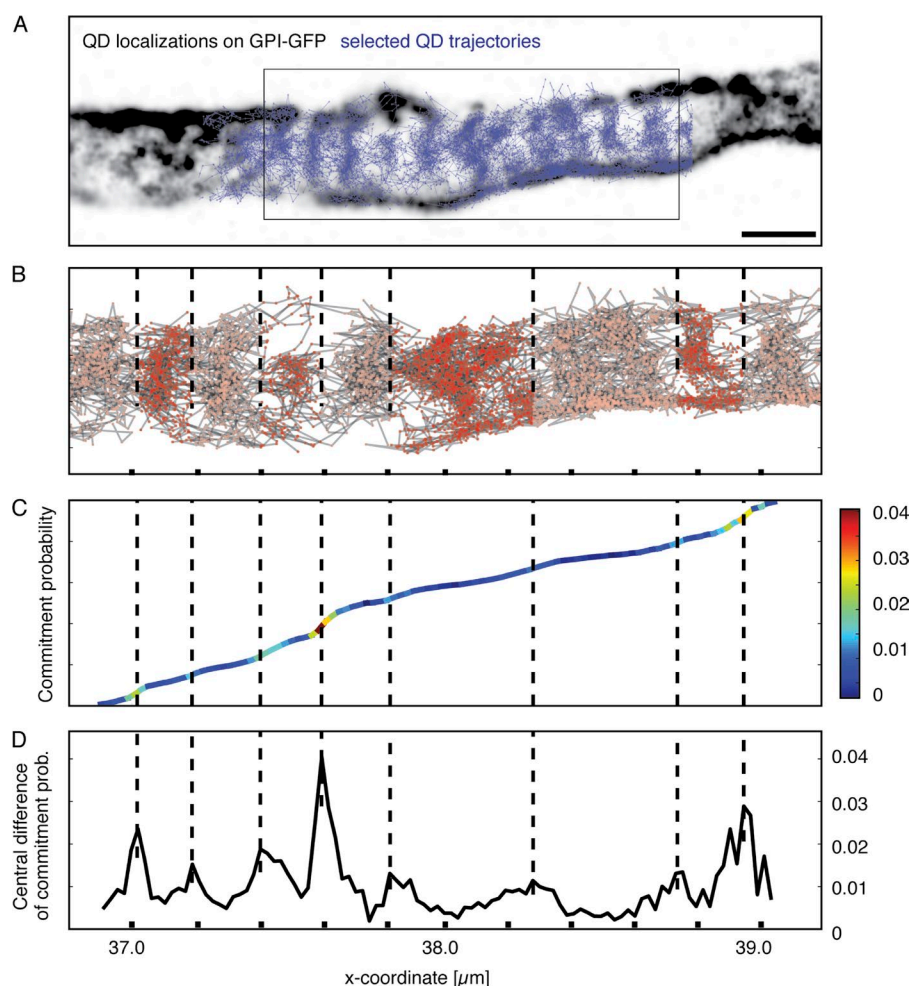 A
QD localizations on GPI-GFP selected QD trajectories
B
C
Commitment probability
0.04
0.03
0.02
0.01
0
D
Central difference
of commitment prob.
0.04
0.03
0.02
0.01
0
37.0 38.0 39.0
x-coordinate [µm]